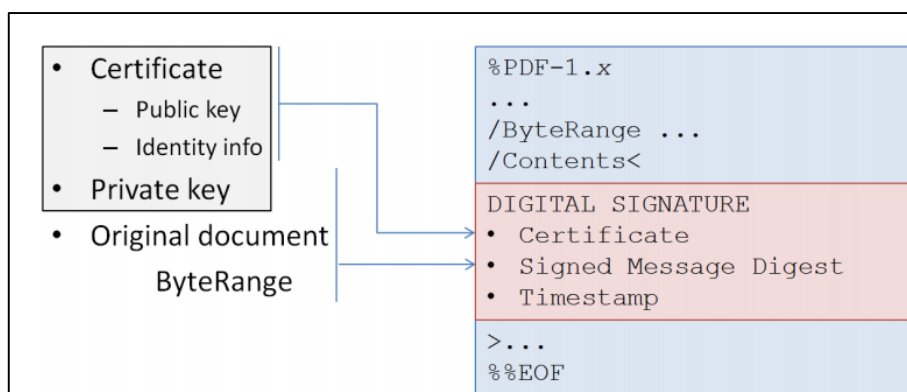 • Certificate
– Public key
– Identity info
• Private key
• Original document
ByteRange
%PDF-1.x
...
/ByteRange ...
/Contents<
DIGITAL SIGNATURE
• Certificate
• Signed Message Digest
• Timestamp
>...
%%EOF